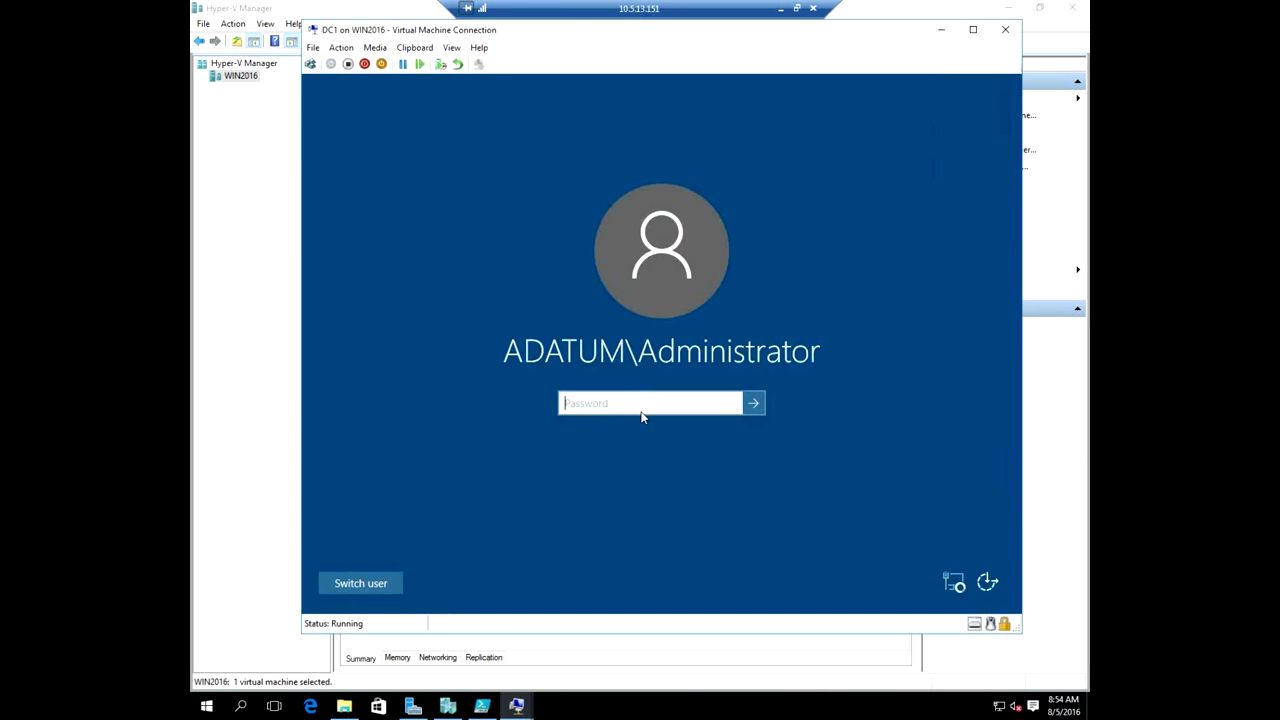 Hyper-V Manager
10.5.13.151
File Action View Help
DC1 on WIN2016 - Virtual Machine Connection
File Action Media Clipboard View Help
Hyper-V Manager
WIN2016
ne...
er...
...
ADATUM\Administrator
Password
Switch user
Status: Running
Summary Memory Networking Replication
WIN2016: 1 virtual machine selected.
8:54 AM
8/5/2016